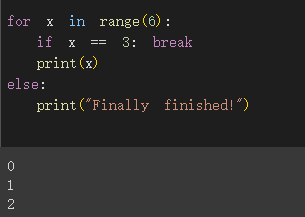 for x in range(6):
    if x == 3: break
    print(x)
else:
    print("Finally finished!")
0
1
2